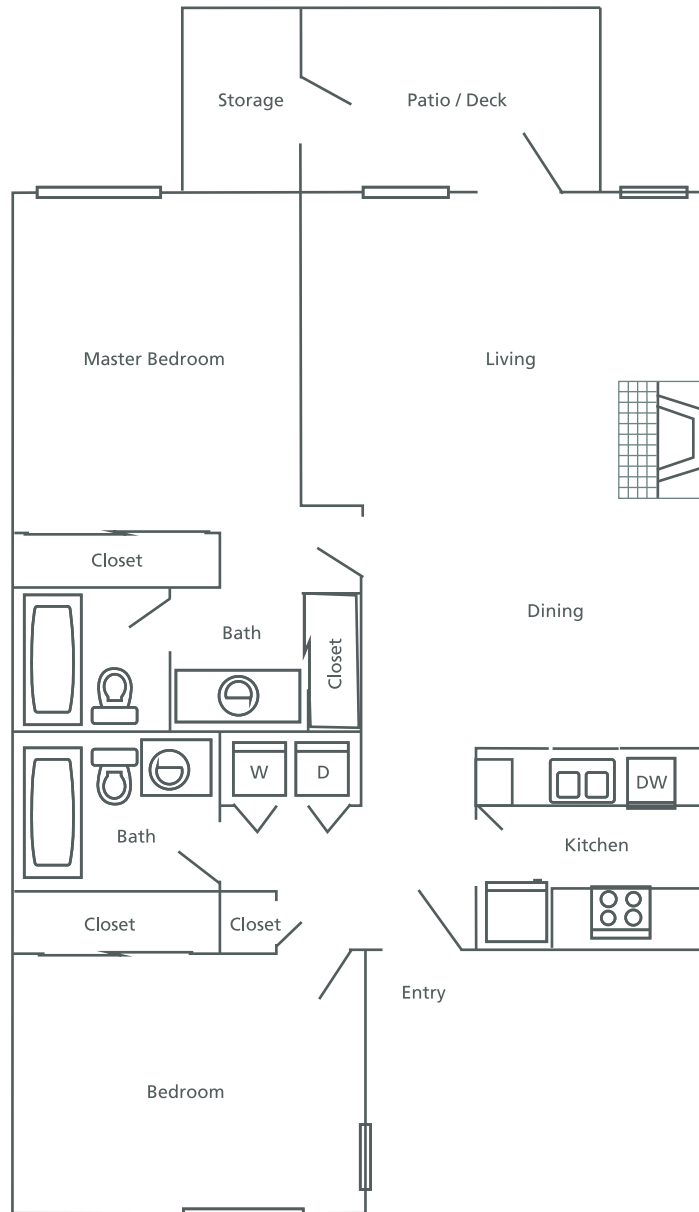 Storage
Patio / Deck
Master Bedroom
Living
Closet
Dining
Bath
Closet
W
D
DW
Bath
Kitchen
Closet
Closet
Entry
Bedroom